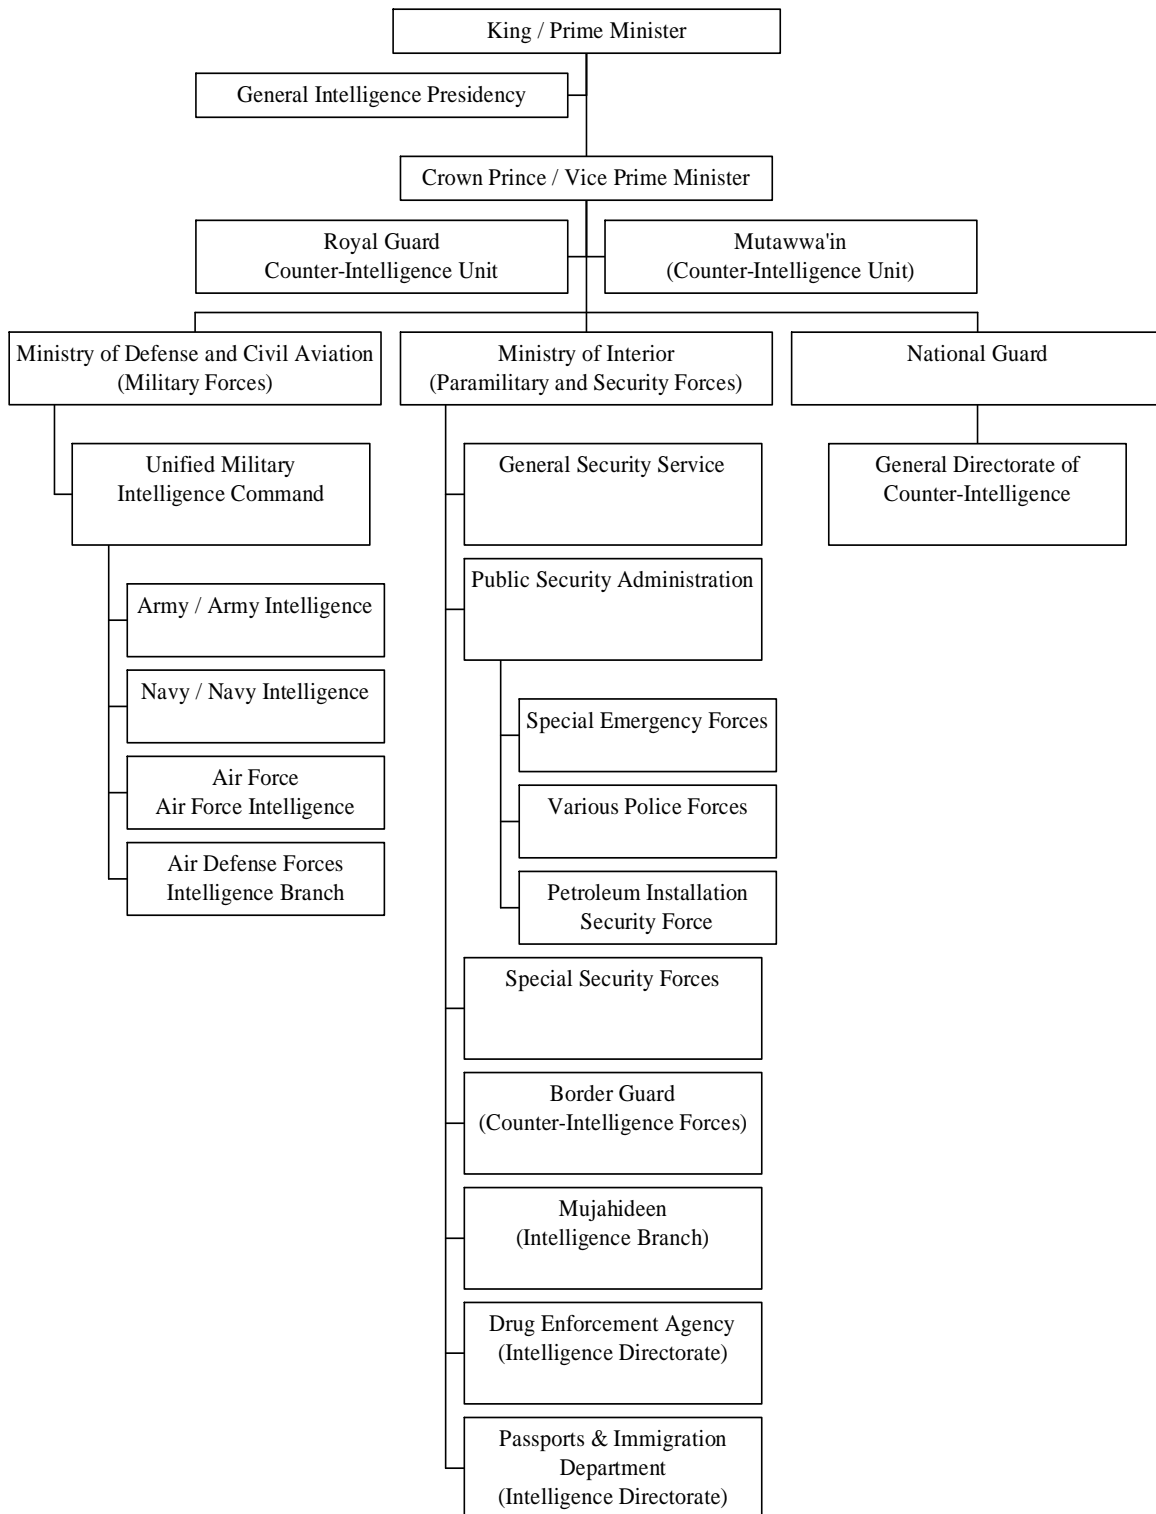 King / Prime Minister
General Intelligence Presidency
Crown Prince / Vice Prime Minister
Royal Guard
Counter-Intelligence Unit
Mutawwa'in
(Counter-Intelligence Unit)
Ministry of Defense and Civil Aviation
(Military Forces)
Unified Military
Intelligence Command
Army / Army Intelligence
Navy / Navy Intelligence
Air Force
Air Force Intelligence
Air Defense Forces
Intelligence Branch
Ministry of Interior
(Paramilitary and Security Forces)
General Security Service
Public Security Administration
Special Emergency Forces
Various Police Forces
Petroleum Installation
Security Force
Special Security Forces
Border Guard
(Counter-Intelligence Forces)
Mujahideen
(Intelligence Branch)
Drug Enforcement Agency
(Intelligence Directorate)
Passports & Immigration
Department
(Intelligence Directorate)
National Guard
General Directorate of
Counter-Intelligence